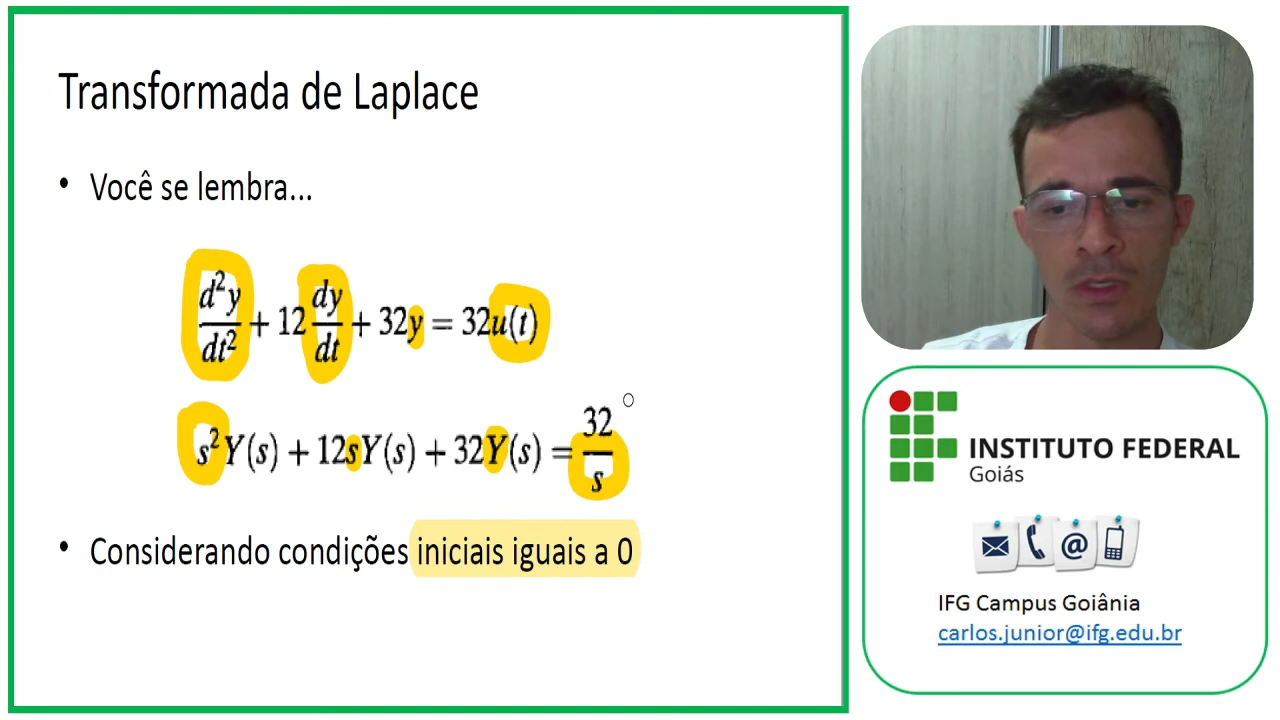 Transformada de Laplace
• Você se lembra...
d²y/dt² + 12 dy/dt + 32y = 32u(t)
s²Y(s) + 12sY(s) + 32Y(s) = 32/s
• Considerando condições iniciais iguais a 0
INSTITUTO FEDERAL
Goiás
@
IFG Campus Goiânia
carlos.junior@ifg.edu.br